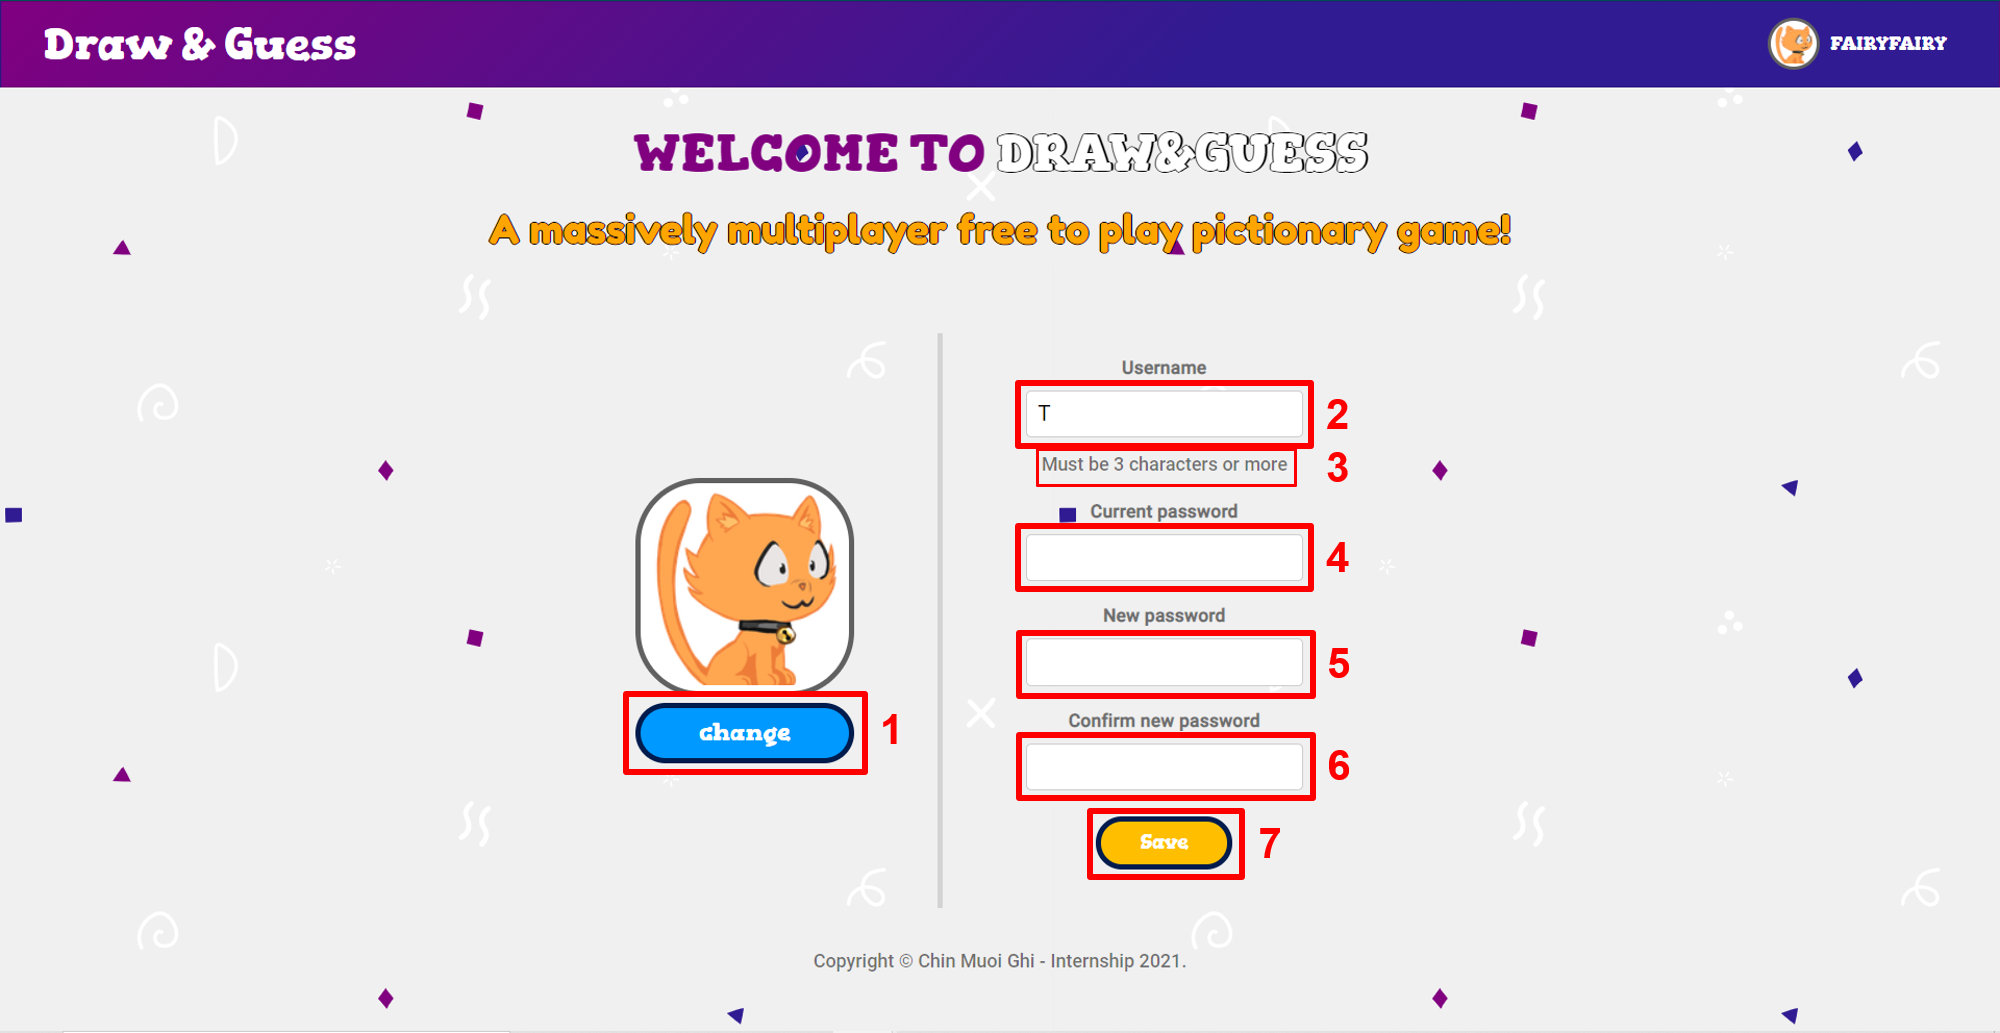 Draw & Guess
FAIRYFAIRY
WELCOME TO DRAW&GUESS
A massively multiplayer free to play pictionary game!
Username
T
2
Must be 3 characters or more
3
Current password
4
New password
5
Confirm new password
6
change
1
Save
7
Copyright © Chin Muoi Ghi - Internship 2021.